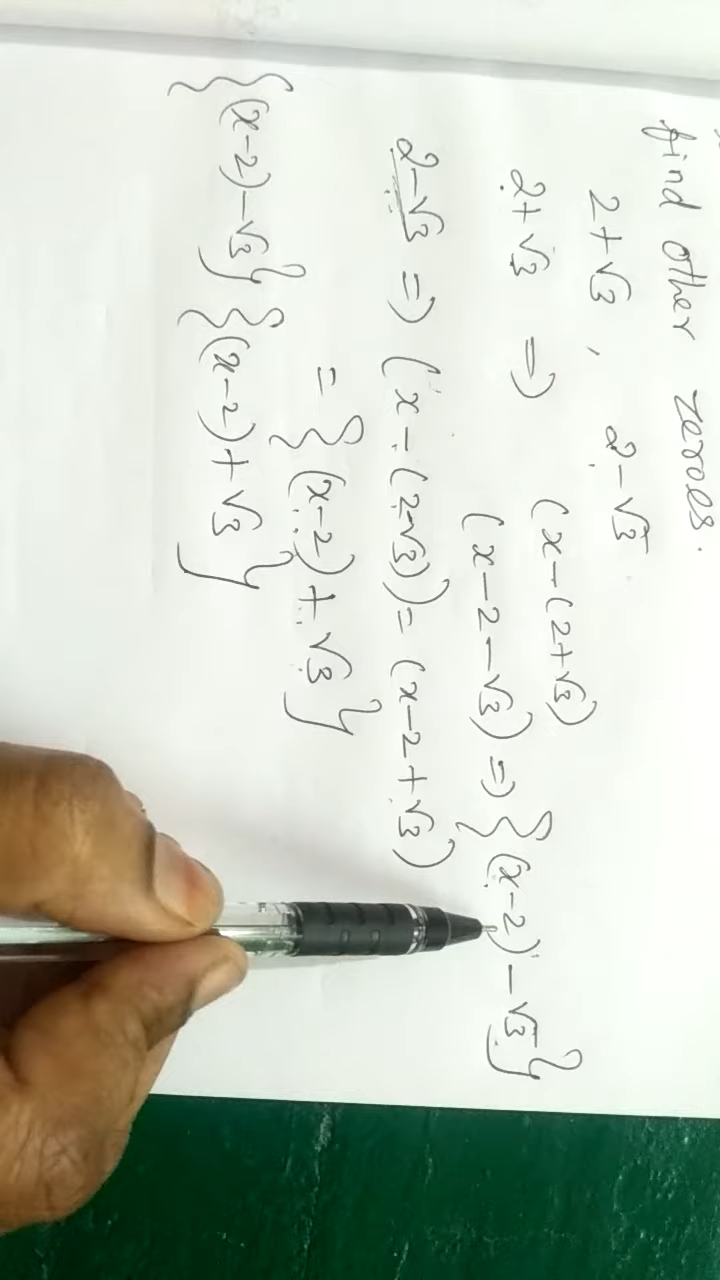 find other zeroes.
2+√3 , 2-√3
2+√3 => (x-(2+√3)
(x-2-√3) => {(x-2)-√3}
2-√3 => (x-(2-√3)) = (x-2+√3)
= {(x-2)+√3}
{(x-2)-√3} {(x-2)+√3}